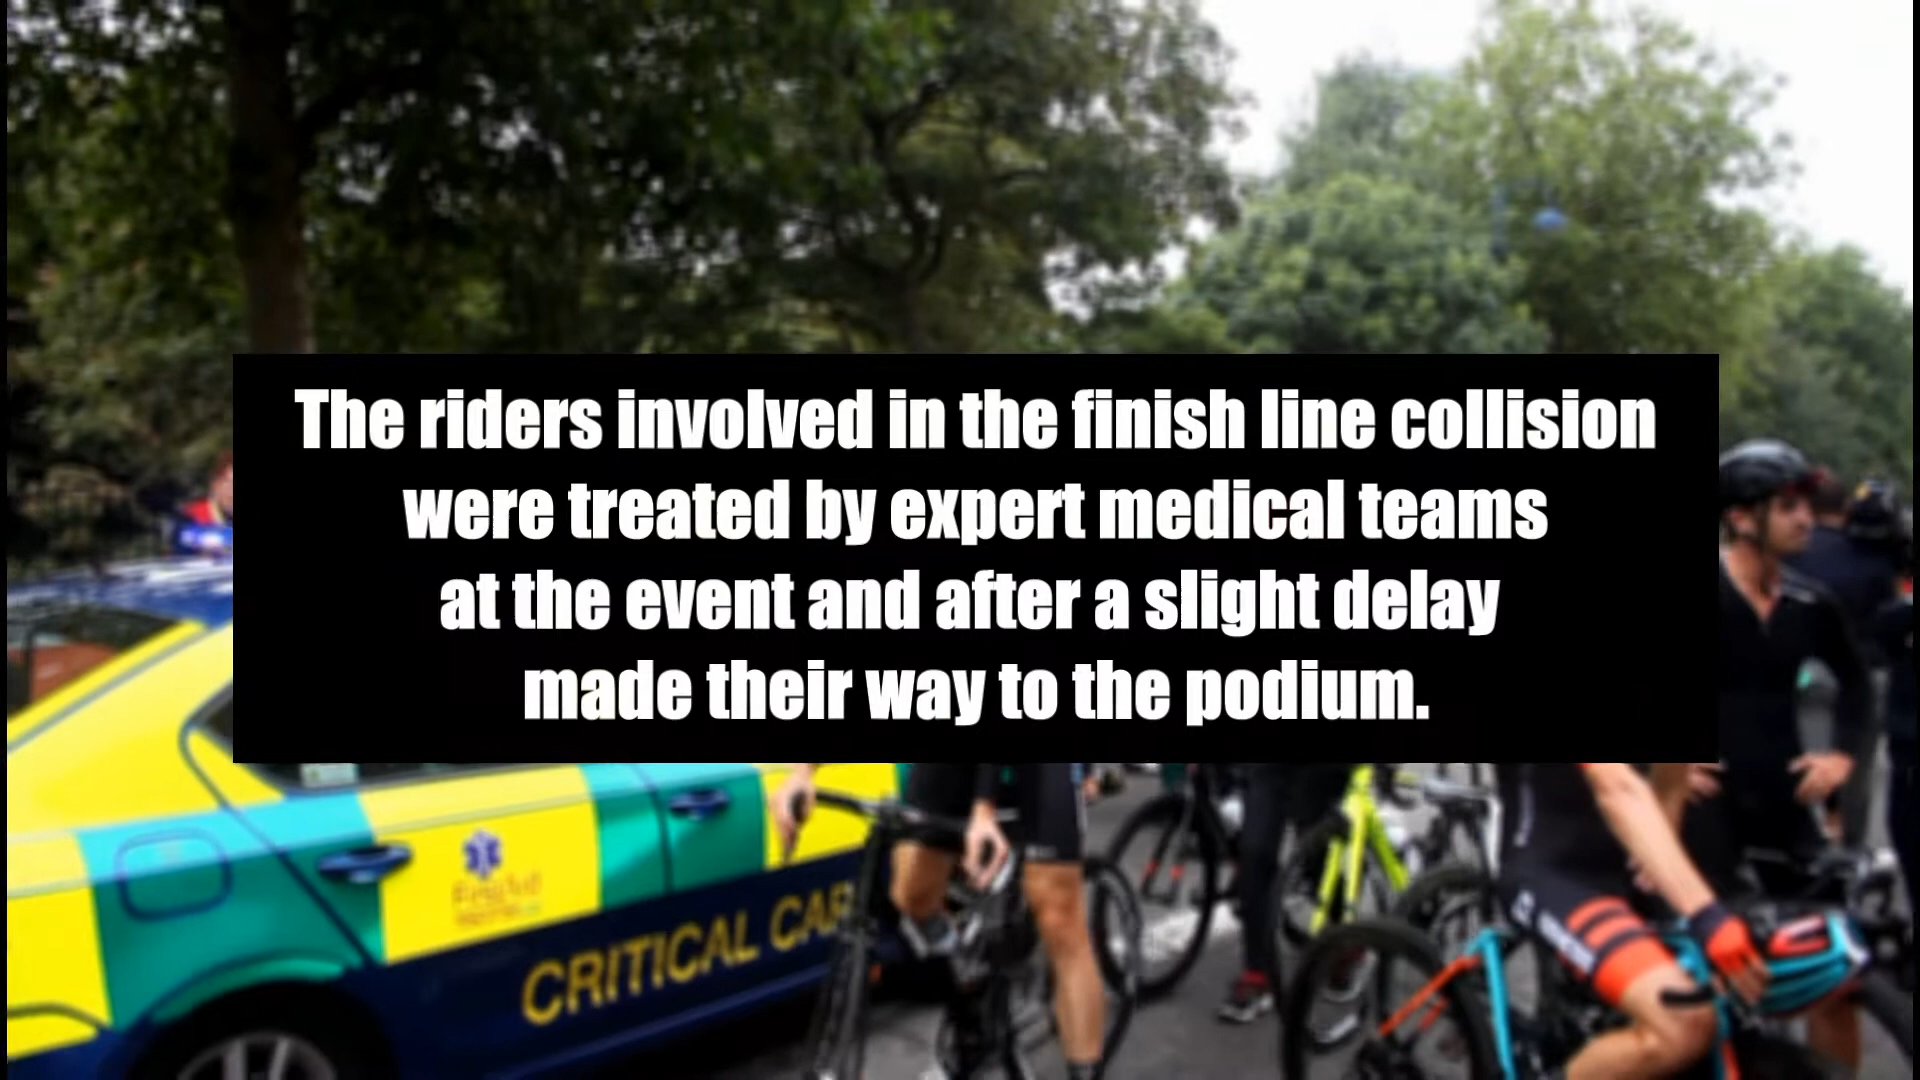 The riders involved in the finish line collision
were treated by expert medical teams
at the event and after a slight delay
made their way to the podium.
CRITICAL CAR